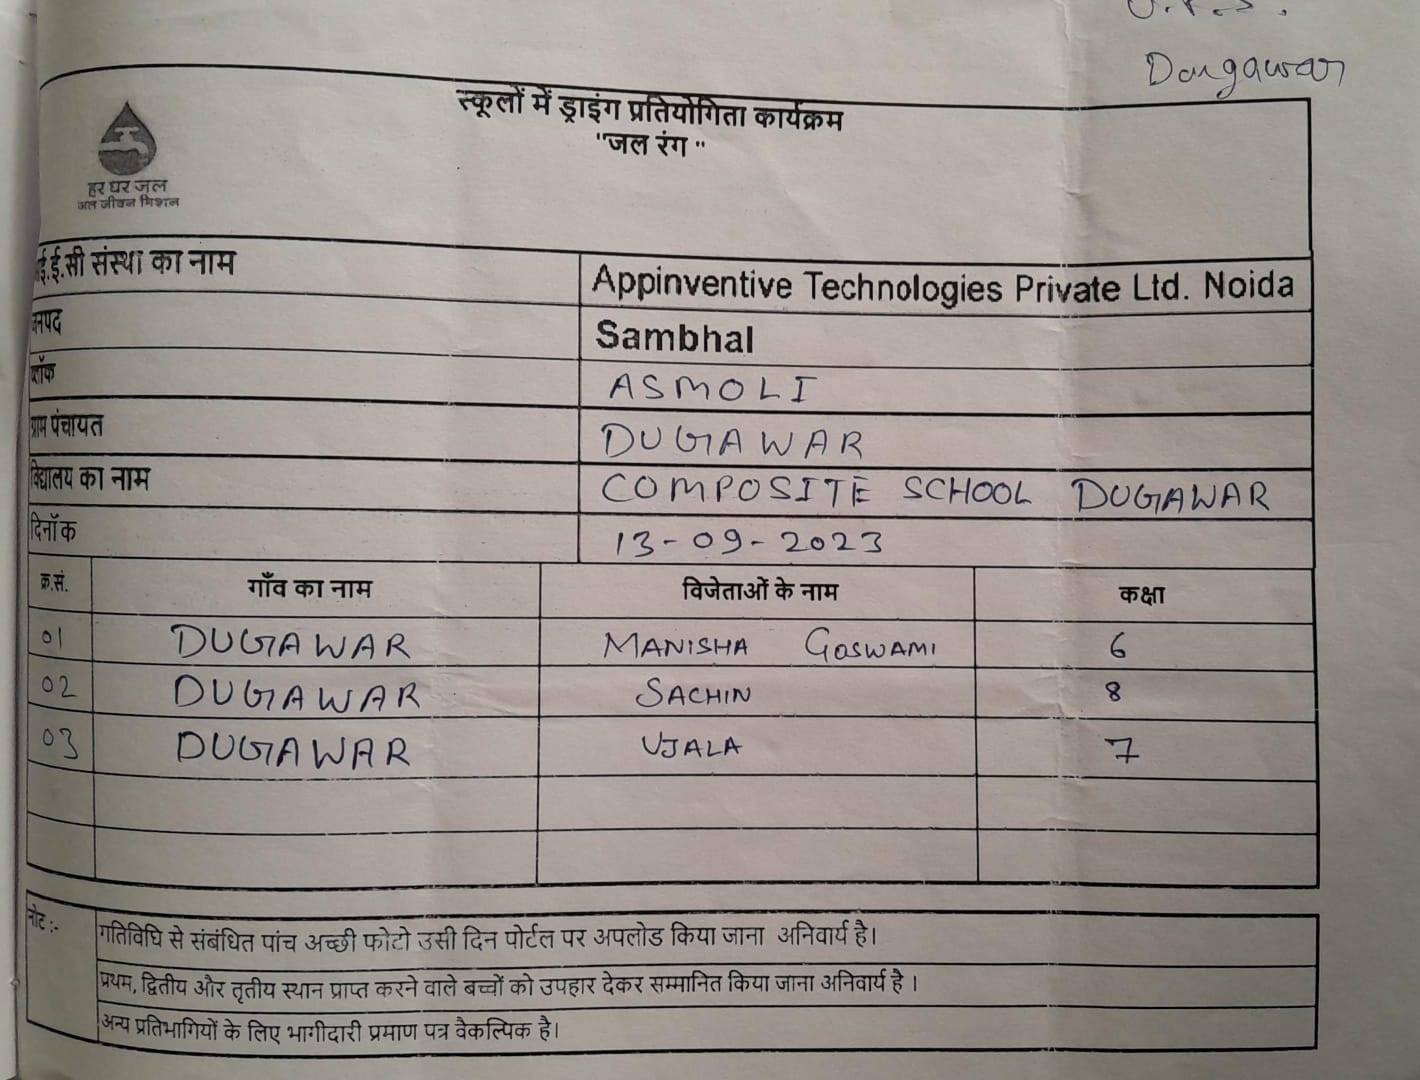 Dargawar
स्कूलों में ड्राइंग प्रतियोगिता कार्यक्रम
"जल रंग"
हर घर जल
जल जीवन मिशन
आई.ई.सी संस्था का नाम Appinventive Technologies Private Ltd. Noida
जनपद Sambhal
ब्लॉक ASMOLI
ग्राम पंचायत DUGAWAR
विद्यालय का नाम COMPOSITE SCHOOL DUGAWAR
दिनॉक 13-09-2023
क्र.सं. गाँव का नाम विजेताओं के नाम कक्षा
01 DUGAWAR MANISHA GOSWAMI 6
02 DUGAWAR SACHIN 8
03 DUGAWAR UJALA 7
नोट :- गतिविधि से संबंधित पांच अच्छी फोटो उसी दिन पोर्टल पर अपलोड किया जाना अनिवार्य है।
प्रथम, द्वितीय और तृतीय स्थान प्राप्त करने वाले बच्चों को उपहार देकर सम्मानित किया जाना अनिवार्य है ।
अन्य प्रतिभागियों के लिए भागीदारी प्रमाण पत्र वैकल्पिक है।